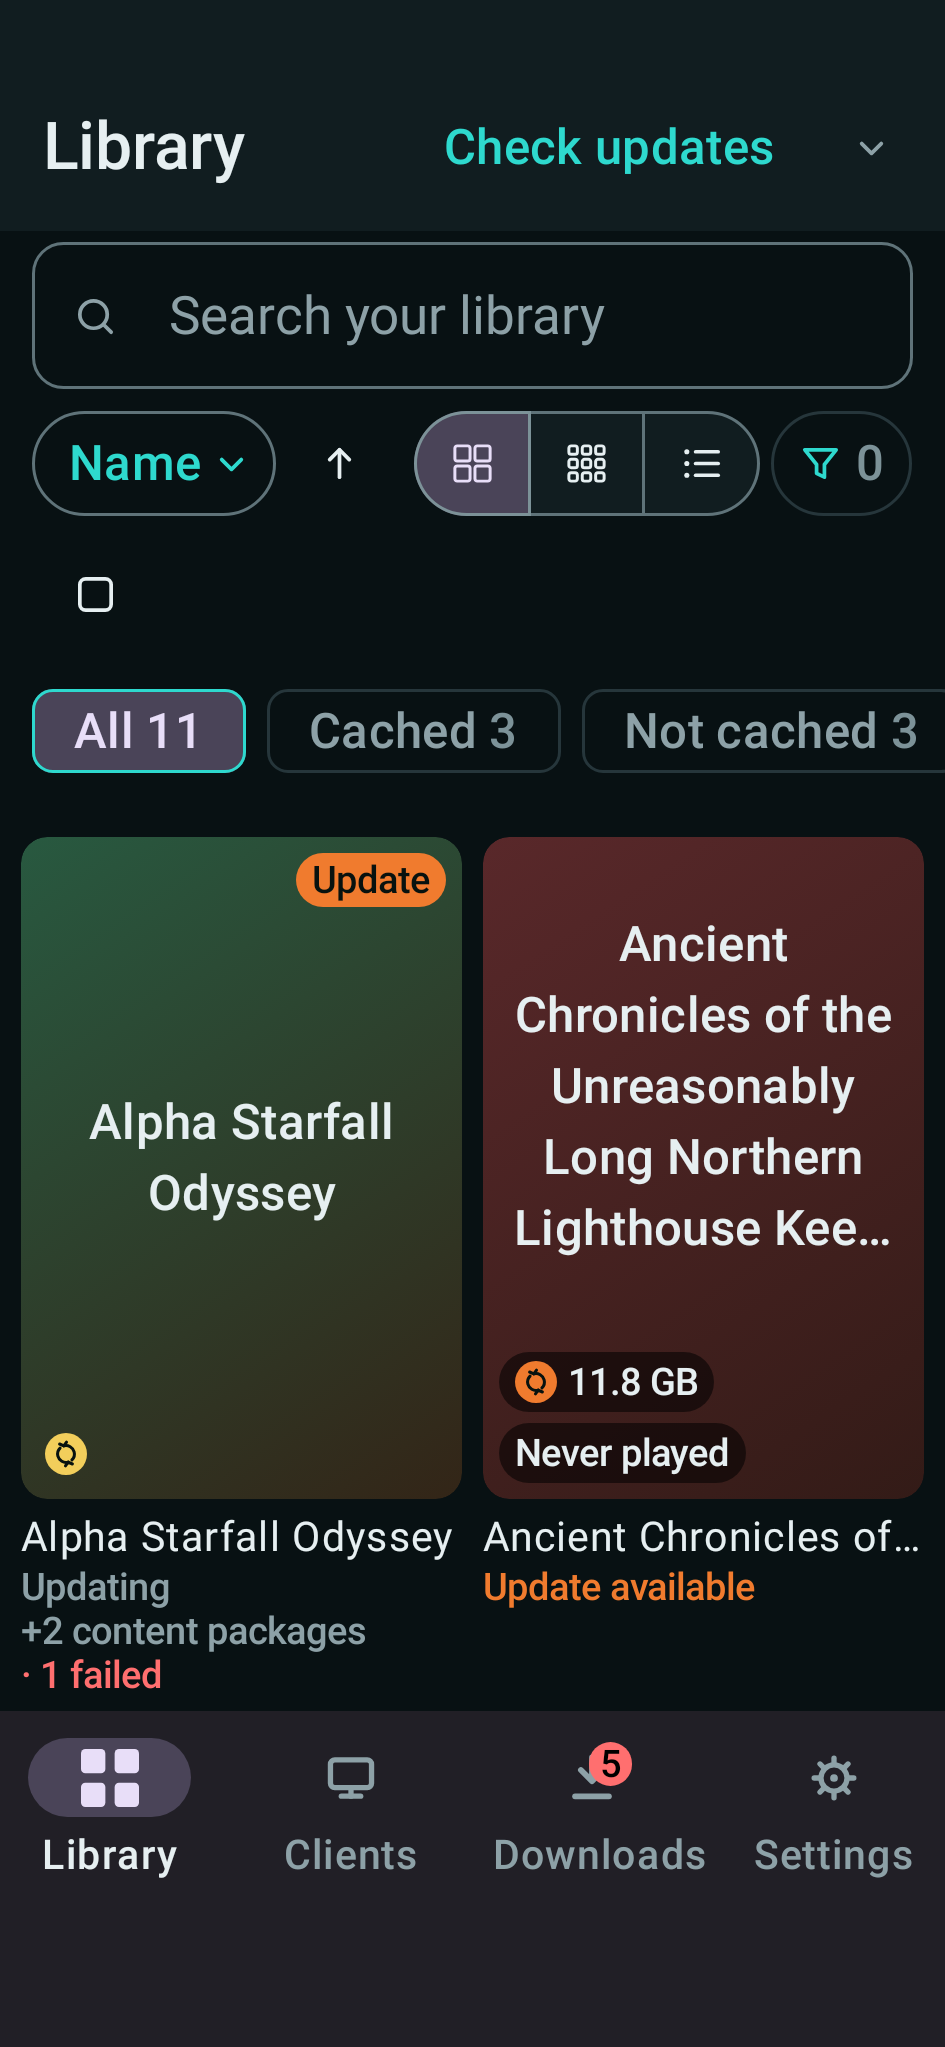 Library
Check updates
Search your library
Name
0
All 11
Cached 3
Not cached 3
Update
Alpha Starfall
Odyssey
Ancient
Chronicles of the
Unreasonably
Long Northern
Lighthouse Kee…
11.8 GB
Never played
Alpha Starfall Odyssey
Updating
+2 content packages
· 1 failed
Ancient Chronicles of…
Update available
5
Library
Clients
Downloads
Settings